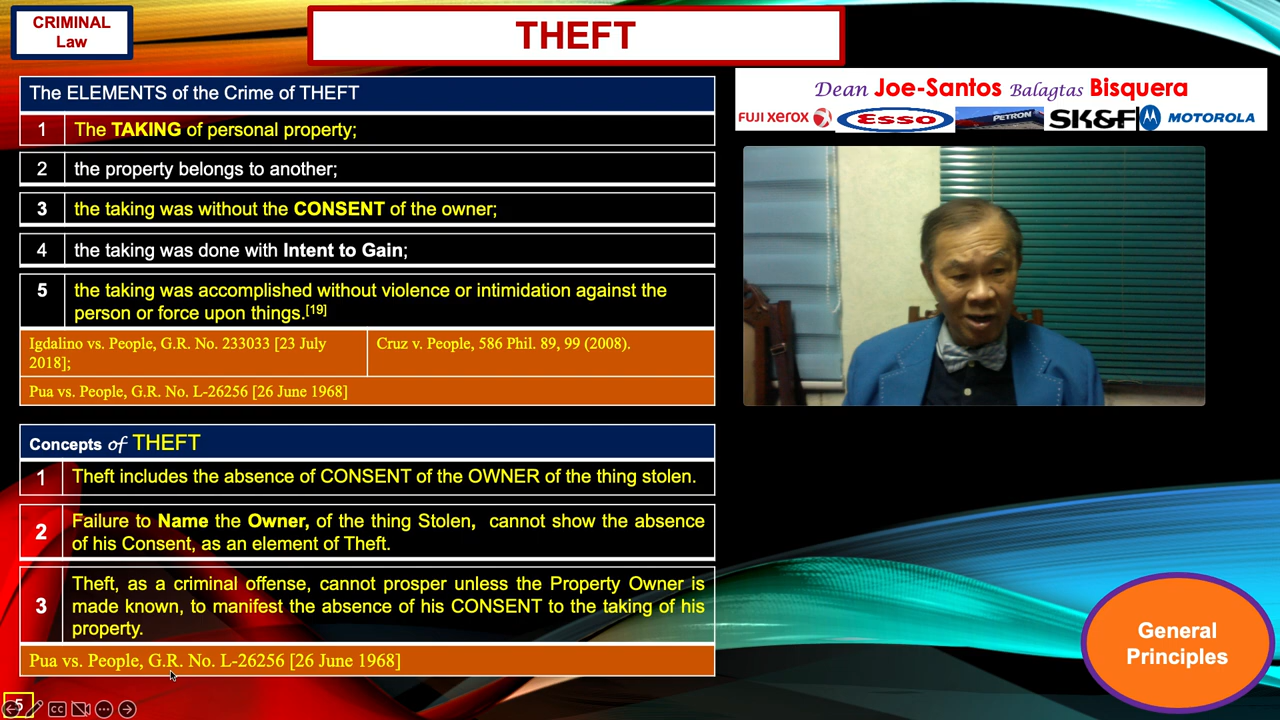 CRIMINAL
Law
THEFT
The ELEMENTS of the Crime of THEFT
1 The TAKING of personal property;
2 the property belongs to another;
3 the taking was without the CONSENT of the owner;
4 the taking was done with Intent to Gain;
5 the taking was accomplished without violence or intimidation against the
person or force upon things.[19]
Igdalino vs. People, G.R. No. 233033 [23 July
2018];
Cruz v. People, 586 Phil. 89, 99 (2008).
Pua vs. People, G.R. No. L-26256 [26 June 1968]
Concepts of THEFT
1 Theft includes the absence of CONSENT of the OWNER of the thing stolen.
2 Failure to Name the Owner, of the thing Stolen, cannot show the absence
of his Consent, as an element of Theft.
3 Theft, as a criminal offense, cannot prosper unless the Property Owner is
made known, to manifest the absence of his CONSENT to the taking of his
property.
Pua vs. People, G.R. No. L-26256 [26 June 1968]
5
CC
Dean Joe-Santos Balagtas Bisquera
FUJI XEROX
Esso
PETRON
SK&F
MOTOROLA
General
Principles